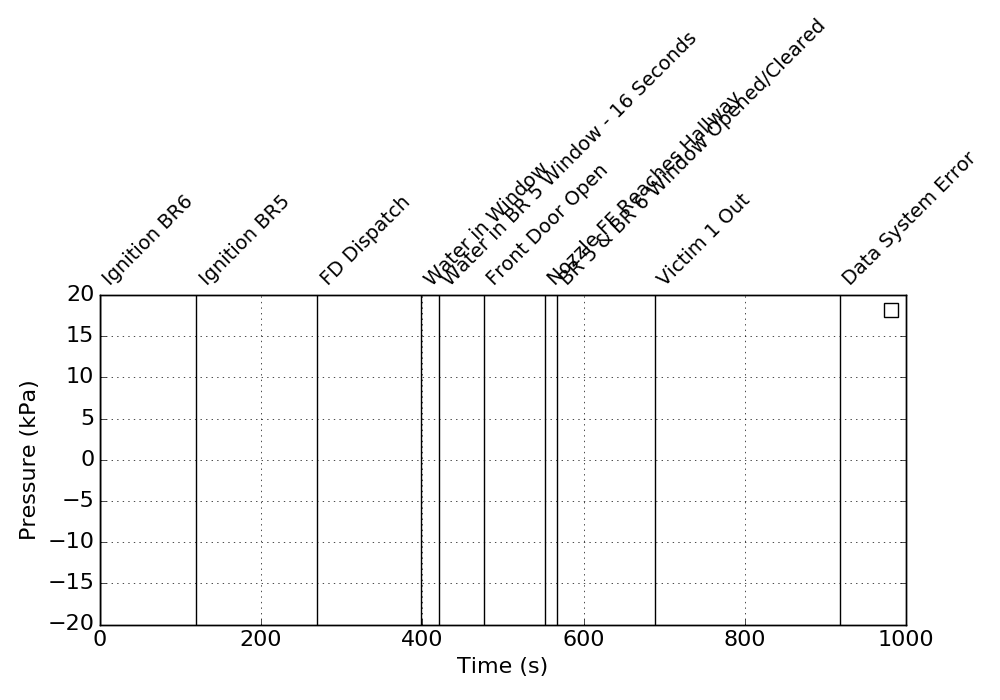 Ignition BR6
Ignition BR5
FD Dispatch
Water in Window
Water in BR 5 Window - 16 Seconds
Front Door Open
Nozzle FF Reaches Hallway
BR 5 & BR 6 Window Opened/Cleared
Victim 1 Out
Data System Error
20
15
10
5
0
−5
−10
−15
−20
Pressure (kPa)
0 200 400 600 800 1000
Time (s)